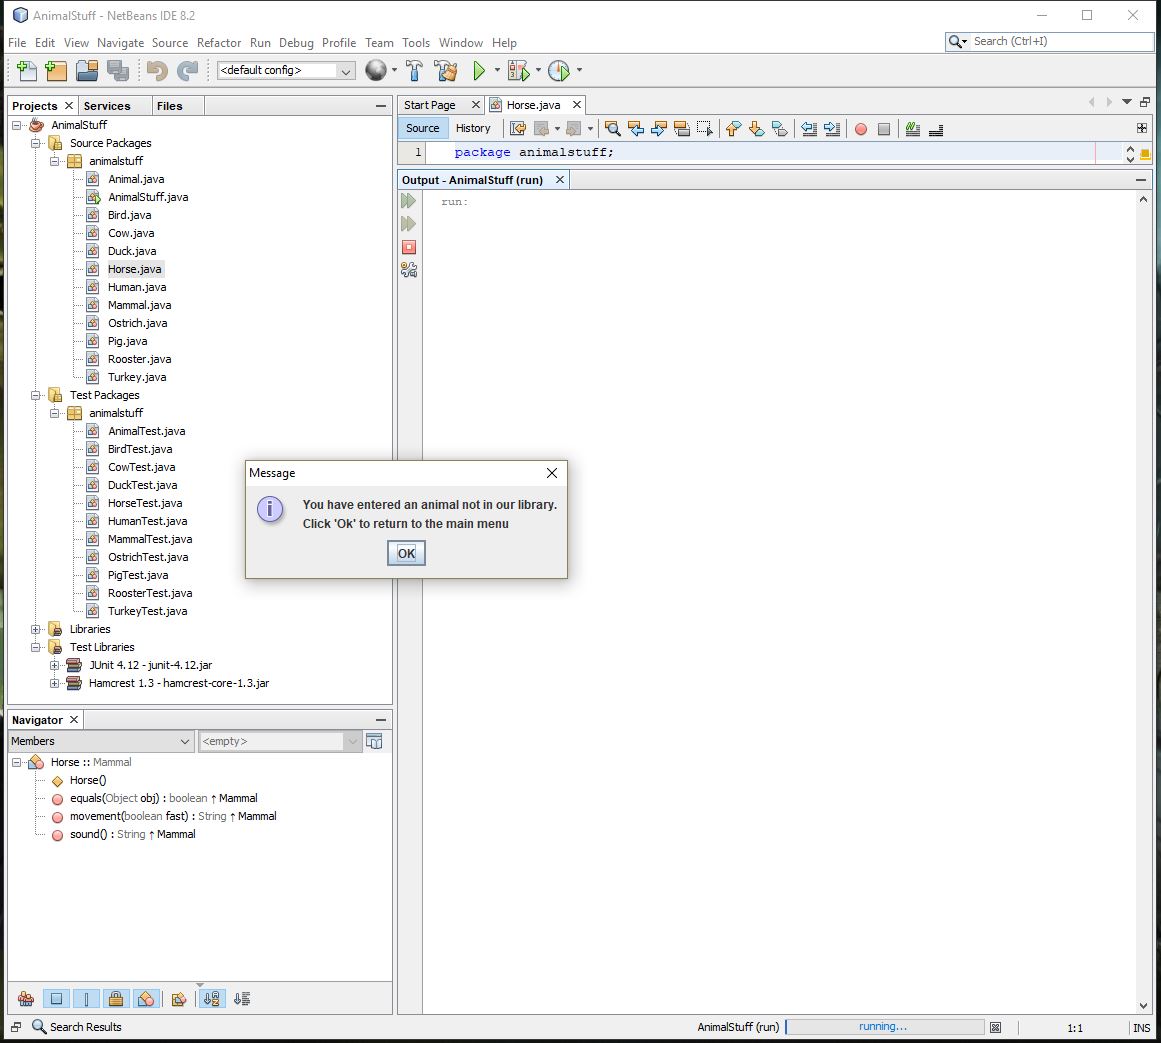 AnimalStuff - NetBeans IDE 8.2
File Edit View Navigate Source Refactor Run Debug Profile Team Tools Window Help
Search (Ctrl+I)
<default config>
Projects Services Files
AnimalStuff
Source Packages
animalstuff
Animal.java
AnimalStuff.java
Bird.java
Cow.java
Duck.java
Horse.java
Human.java
Mammal.java
Ostrich.java
Pig.java
Rooster.java
Turkey.java
Test Packages
animalstuff
AnimalTest.java
BirdTest.java
CowTest.java
DuckTest.java
HorseTest.java
HumanTest.java
MammalTest.java
OstrichTest.java
PigTest.java
RoosterTest.java
TurkeyTest.java
Libraries
Test Libraries
JUnit 4.12 - junit-4.12.jar
Hamcrest 1.3 - hamcrest-core-1.3.jar
Start Page Horse.java
Source History
1 package animalstuff;
Output - AnimalStuff (run)
run:
Message
You have entered an animal not in our library.
Click 'Ok' to return to the main menu
OK
Navigator
Members <empty>
Horse :: Mammal
Horse()
equals(Object obj) : boolean ↑ Mammal
movement(boolean fast) : String ↑ Mammal
sound() : String ↑ Mammal
Search Results
AnimalStuff (run) running... 1:1 INS